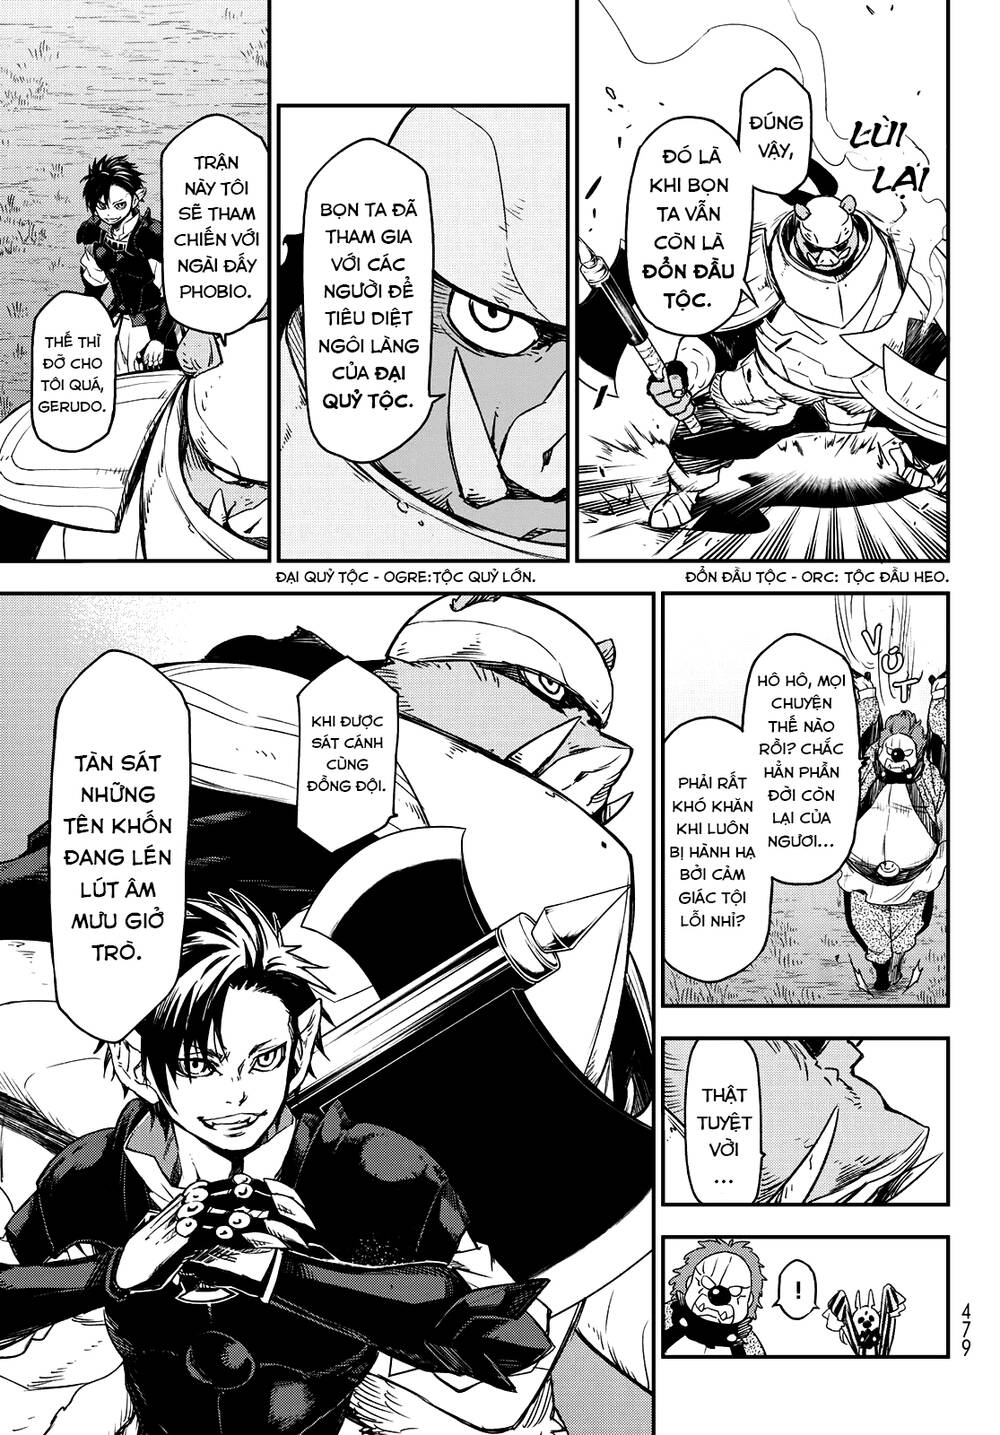 ĐÚNG
VẬY,
ĐÓ LÀ
KHI BỌN
TA VẪN
CÒN LÀ
ĐỒN ĐẦU
TỘC.
LÙI
LẠI
BỌN TA ĐÃ
THAM GIA
VỚI CÁC
NGƯỜI ĐỂ
TIÊU DIỆT
NGÔI LÀNG
CỦA ĐẠI
QUỶ TỘC.
TRẬN
NÀY TÔI
SẼ THAM
CHIẾN VỚI
NGÀI ĐẤY
PHOBIO.
THẾ THÌ
ĐỠ CHO
TÔI QUÁ,
GERUDO.
ĐỒN ĐẦU TỘC - ORC: TỘC ĐẦU HEO.
ĐẠI QUỶ TỘC - OGRE:TỘC QUỶ LỚN.
VÚT
HÔ HÔ, MỌI
CHUYỆN
THẾ NÀO
RỒI? CHẮC
HẲN PHẦN
ĐỜI CÒN
LẠI CỦA
NGƯƠI...
PHẢI RẤT
KHÓ KHĂN
KHI LUÔN
BỊ HÀNH HẠ
BỞI CẢM
GIÁC TỘI
LỖI NHỈ?
THẬT
TUYỆT
VỜI
...
!
KHI ĐƯỢC
SÁT CÁNH
CÙNG
ĐỒNG ĐỘI.
TÀN SÁT
NHỮNG
TÊN KHỐN
ĐANG LÉN
LÚT ÂM
MƯU GIỞ
TRÒ.
479